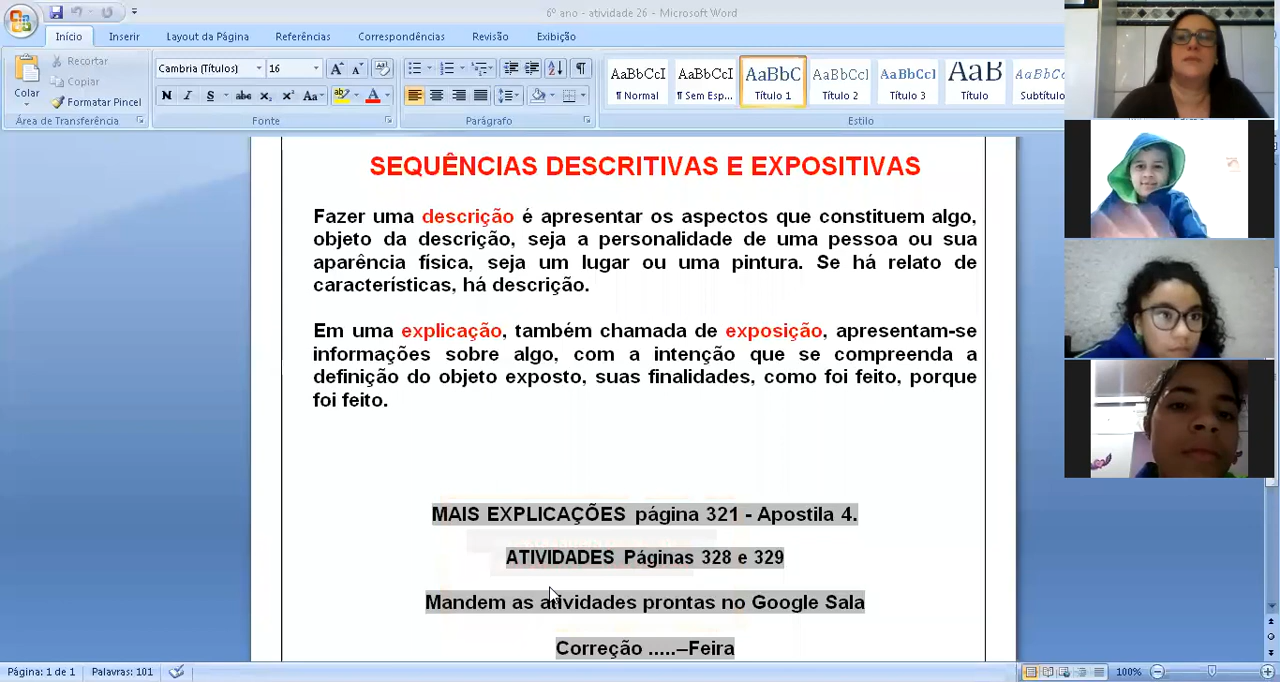 6º ano - atividade 26 - Microsoft Word
Início Inserir Layout da Página Referências Correspondências Revisão Exibição
Colar
Recortar
Copiar
Formatar Pincel
Área de Transferência
Cambria (Títulos) 16
N I S abc x₂ x² Aa
Fonte
Parágrafo
AaBbCcI AaBbCcI AaBbC AaBbCcI AaBbCcl AaB AaBbCcI
¶ Normal ¶ Sem Esp... Título 1 Título 2 Título 3 Título Subtítulo
Estilo
SEQUÊNCIAS DESCRITIVAS E EXPOSITIVAS
Fazer uma descrição é apresentar os aspectos que constituem algo,
objeto da descrição, seja a personalidade de uma pessoa ou sua
aparência física, seja um lugar ou uma pintura. Se há relato de
características, há descrição.
Em uma explicação, também chamada de exposição, apresentam-se
informações sobre algo, com a intenção que se compreenda a
definição do objeto exposto, suas finalidades, como foi feito, porque
foi feito.
MAIS EXPLICAÇÕES página 321 - Apostila 4.
ATIVIDADES Páginas 328 e 329
Mandem as atividades prontas no Google Sala
Correção .....–Feira
Página: 1 de 1 Palavras: 101 100%